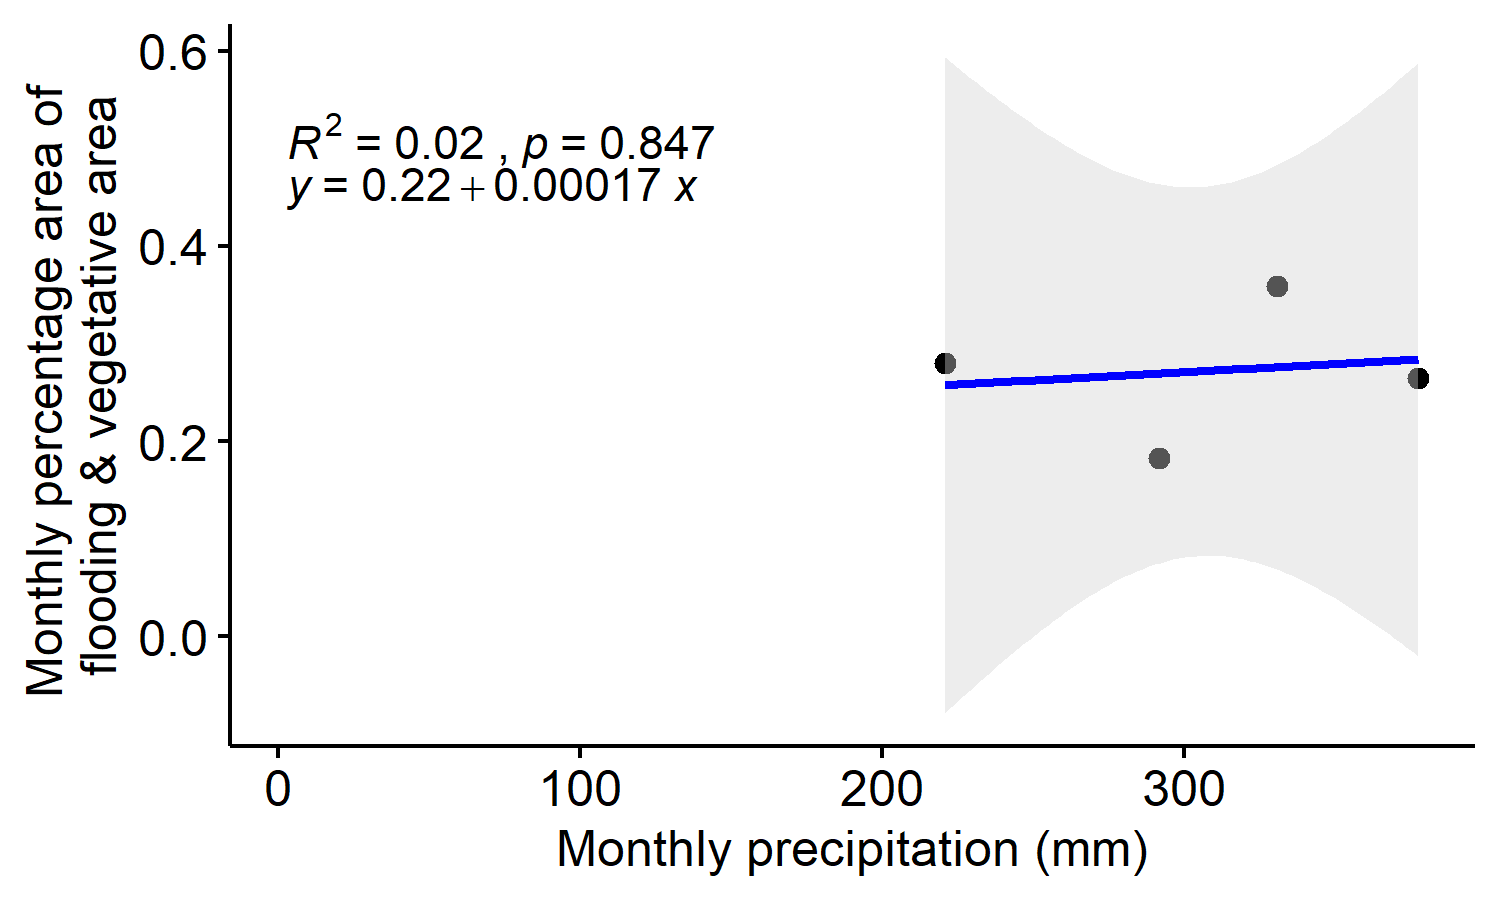 Monthly percentage area of
flooding & vegetative area
0.6
0.4
0.2
0.0
R² = 0.02 , p = 0.847
y = 0.22 + 0.00017 x
0 100 200 300
Monthly precipitation (mm)